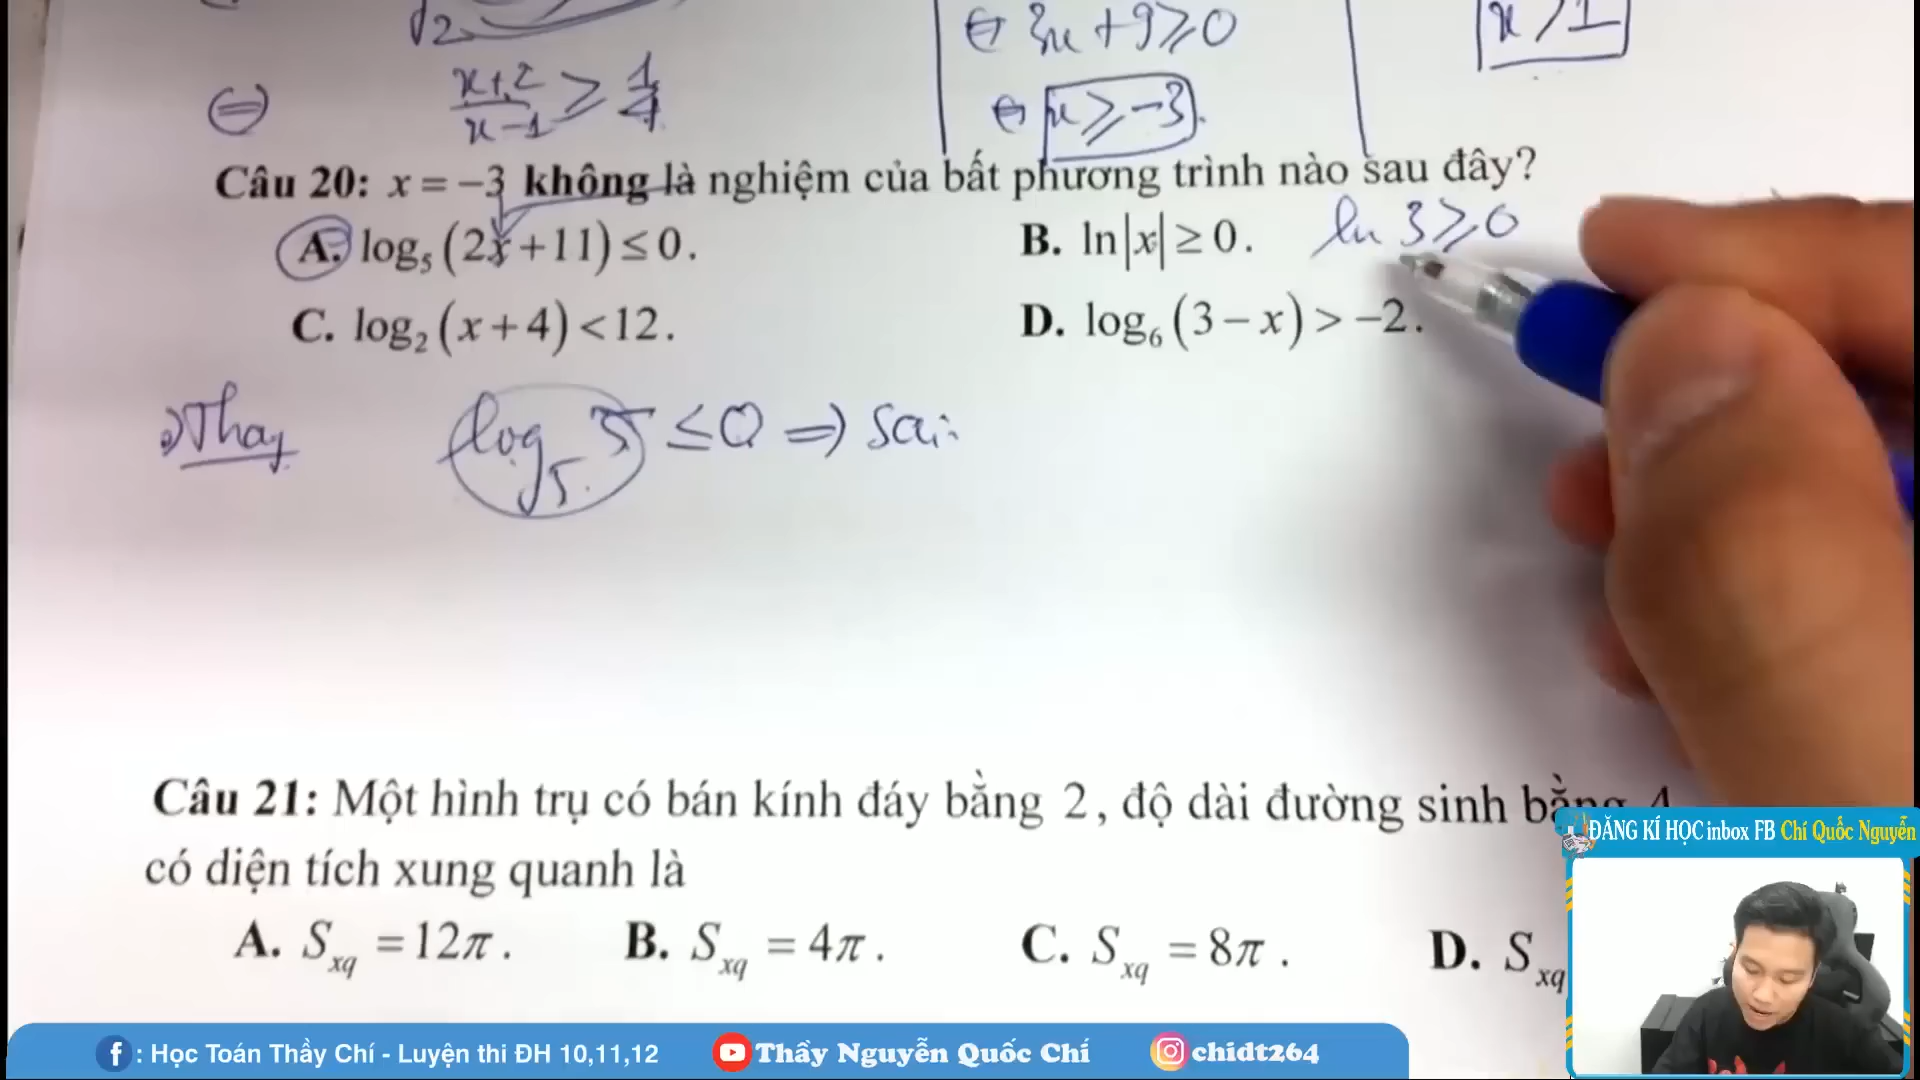 √2
⇔ 3x + 9 ≥ 0
x > 1
⇔ (x+2)/(x-1) ≥ 1/4
⇔ x ≥ -3
Câu 20: x = −3 không là nghiệm của bất phương trình nào sau đây?
A. log₅(2x+11) ≤ 0.
B. ln|x| ≥ 0.
ln 3 ≥ 0
C. log₂(x+4) < 12.
D. log₆(3−x) > −2.
Thay log₅ 5 ≤ 0 ⇒ Sai
Câu 21: Một hình trụ có bán kính đáy bằng 2, độ dài đường sinh bằng
có diện tích xung quanh là
A. Sxq = 12π.
B. Sxq = 4π.
C. Sxq = 8π.
D. Sxq
ĐĂNG KÍ HỌC inbox FB Chí Quốc Nguyễn
f : Học Toán Thầy Chí - Luyện thi ĐH 10,11,12
Thầy Nguyễn Quốc Chí
chidt264